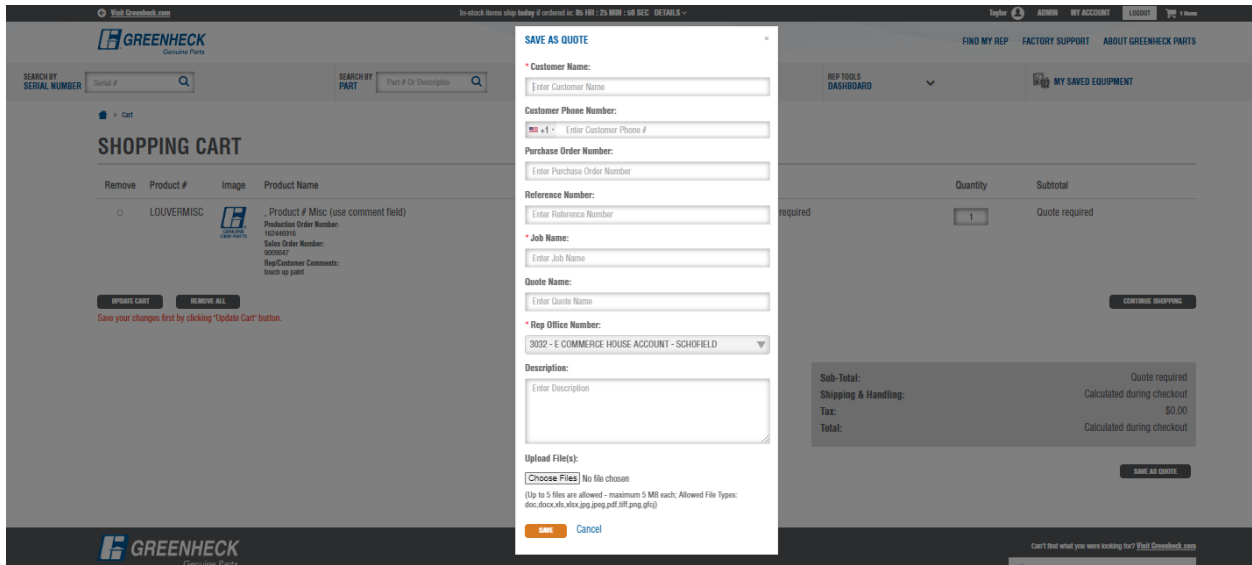 Visit Greenheck.com
In-stock items ship today if ordered in: 05 HR : 25 MIN : 50 SEC DETAILS
Taylor ADMIN MY ACCOUNT LOGOUT 1 Items
GREENHECK
Genuine Parts
FIND MY REP FACTORY SUPPORT ABOUT GREENHECK PARTS
SEARCH BY
SERIAL NUMBER
Serial #
SEARCH BY
PART
Part # Or Descriptio
REP TOOLS
DASHBOARD
MY SAVED EQUIPMENT
> Cart
SHOPPING CART
Remove Product # Image Product Name Quantity Subtotal
LOUVERMISC
GENUINE
OEM PARTS
, Product # Misc (use comment field)
Production Order Number:
162446916
Sales Order Number:
9009047
Rep/Customer Comments:
touch up paint
required
1
Quote required
UPDATE CART REMOVE ALL
CONTINUE SHOPPING
Save your changes first by clicking "Update Cart" button.
Sub-Total: Quote required
Shipping & Handling: Calculated during checkout
Tax: $0.00
Total: Calculated during checkout
SAVE AS QUOTE
SAVE AS QUOTE ×
* Customer Name:
Enter Customer Name
Customer Phone Number:
+1 Enter Customer Phone #
Purchase Order Number:
Enter Purchase Order Number
Reference Number:
Enter Reference Number
* Job Name:
Enter Job Name
Quote Name:
Enter Quote Name
* Rep Office Number:
3032 - E COMMERCE HOUSE ACCOUNT - SCHOFIELD
Description:
Enter Description
Upload File(s):
Choose Files No file chosen
(Up to 5 files are allowed - maximum 5 MB each; Allowed File Types:
doc,docx,xls,xlsx,jpg,jpeg,pdf,tiff,png,gfcj)
SAVE Cancel
GREENHECK
Genuine Parts
Can't find what you were looking for? Visit Greenheck.com